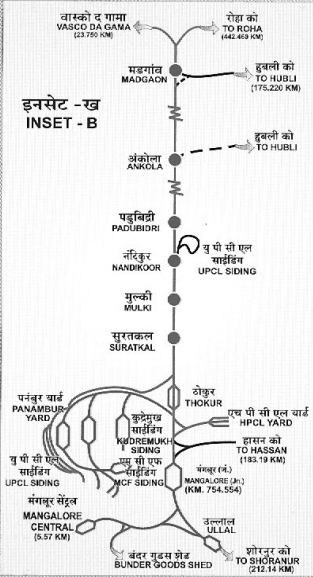 वास्को द गामा
VASCO DA GAMA
(23.750 KM)
रोहा को
TO ROHA
(442.460 KM)
मडगांव
MADGAON
हुबली को
TO HUBLI
(175.220 KM)
इनसेट -ख
INSET - B
हुबली को
TO HUBLI
अंकोला
ANKOLA
पडुबिद्री
PADUBIDRI
यु पी सी एल
साईडिंग
UPCL SIDING
नंदिकुर
NANDIKOOR
मुल्की
MULKI
सुरतकल
SURATKAL
ठोकुर
THOKUR
पनंबुर यार्ड
PANAMBUR
YARD
कुद्रेमुख
साईडिंग
KUDREMUKH
SIDING
एच पी सी एल यार्ड
HPCL YARD
हासन को
TO HASSAN
(183.19 KM)
यु पी सी एल
साईडिंग
UPCL SIDING
एम सी एफ
साईडिंग
MCF SIDING
मंगलूर (जं.)
MANGALORE (Jn.)
(KM. 754.554)
मंगलूर सेंट्रल
MANGALORE
CENTRAL
(5.57 KM)
उल्लाल
ULLAL
बंदर गुडस शेड
BUNDER GOODS SHED
शोरनुर को
TO SHORANUR
(212.14 KM)